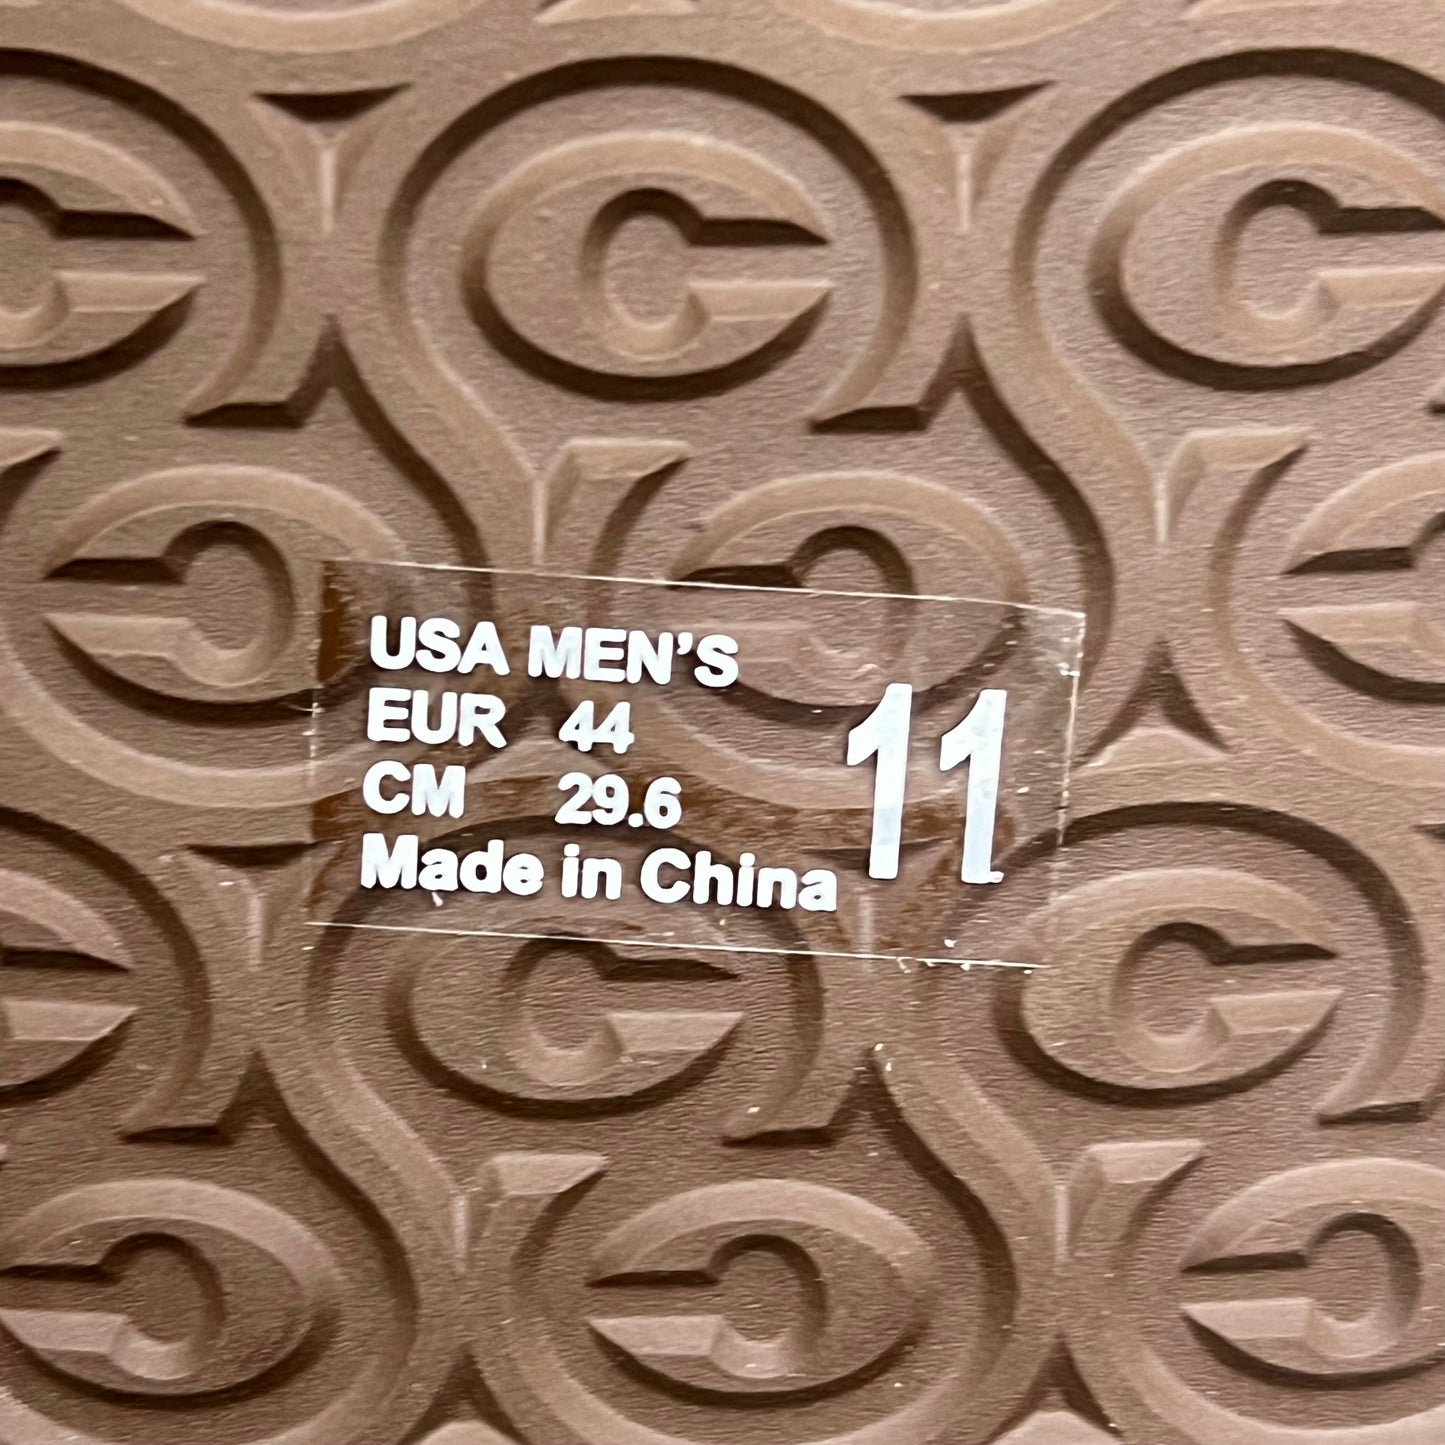 USA MEN'S
EUR 44
CM 29.6
Made in China
11